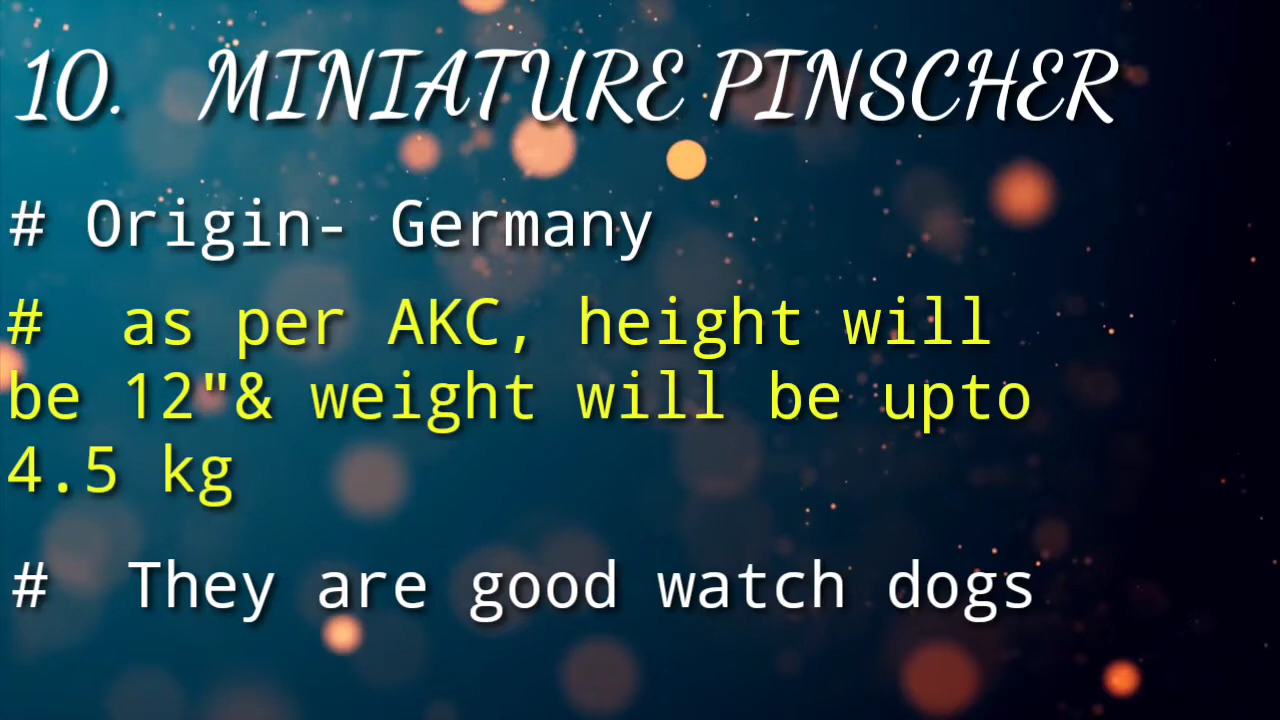 10. MINIATURE PINSCHER
# Origin- Germany
# as per AKC, height will
be 12"& weight will be upto
4.5 kg
# They are good watch dogs